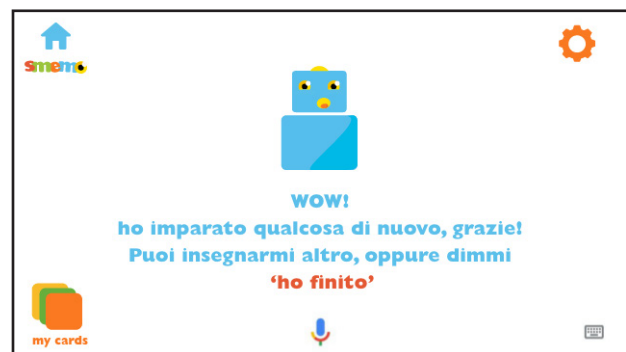 smemo
WOW!
ho imparato qualcosa di nuovo, grazie!
Puoi insegnarmi altro, oppure dimmi
‘ho finito’
my cards